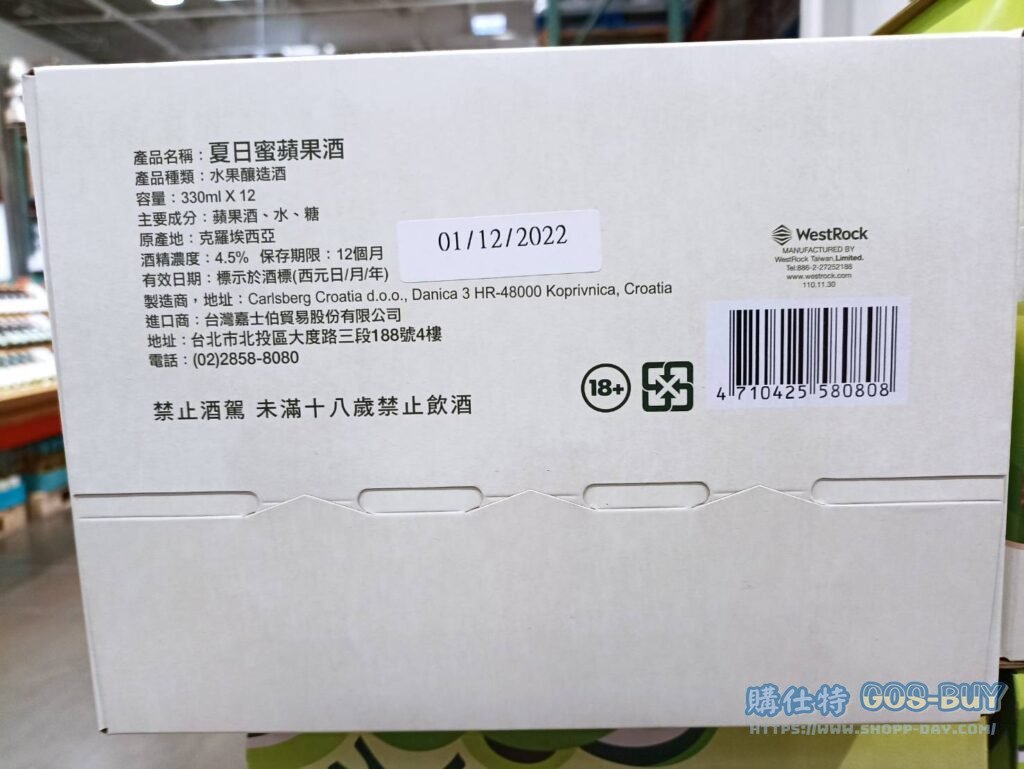 產品名稱：夏日蜜蘋果酒
產品種類：水果釀造酒
容量：330ml X 12
主要成分：蘋果酒、水、糖
原產地：克羅埃西亞
酒精濃度：4.5% 保存期限：12個月
有效日期：標示於酒標(西元日/月/年)
01/12/2022
製造商，地址：Carlsberg Croatia d.o.o., Danica 3 HR-48000 Koprivnica, Croatia
進口商：台灣嘉士伯貿易股份有限公司
地址：台北市北投區大度路三段188號4樓
電話：(02)2858-8080
禁止酒駕 未滿十八歲禁止飲酒
WestRock
MANUFACTURED BY
WestRock Taiwan.Limited.
Tel:886-2-27252188
www.westrock.com
110.11.30
18+
4 710425 580808
購仕特 GOS-BUY
HTTPS://WWW.SHOPP-DAY.COM/